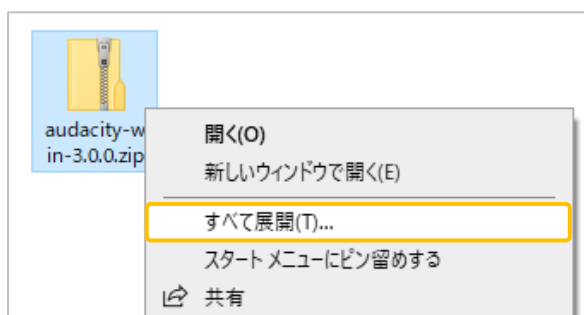 audacity-w
in-3.0.0.zip
開く(O)
新しいウィンドウで開く(E)
すべて展開(T)...
スタート メニューにピン留めする
共有